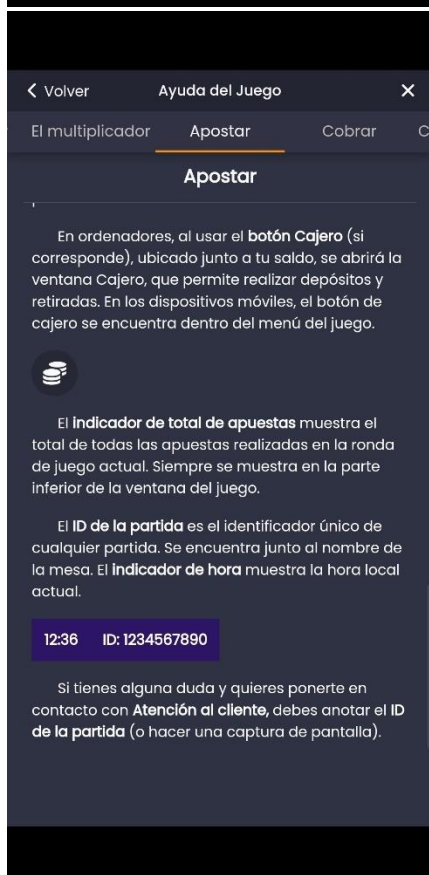 Volver Ayuda del Juego
El multiplicador Apostar Cobrar C
Apostar
En ordenadores, al usar el botón Cajero (si
corresponde), ubicado junto a tu saldo, se abrirá la
ventana Cajero, que permite realizar depósitos y
retiradas. En los dispositivos móviles, el botón de
cajero se encuentra dentro del menú del juego.
El indicador de total de apuestas muestra el
total de todas las apuestas realizadas en la ronda
de juego actual. Siempre se muestra en la parte
inferior de la ventana del juego.
El ID de la partida es el identificador único de
cualquier partida. Se encuentra junto al nombre de
la mesa. El indicador de hora muestra la hora local
actual.
12:36 ID: 1234567890
Si tienes alguna duda y quieres ponerte en
contacto con Atención al cliente, debes anotar el ID
de la partida (o hacer una captura de pantalla).